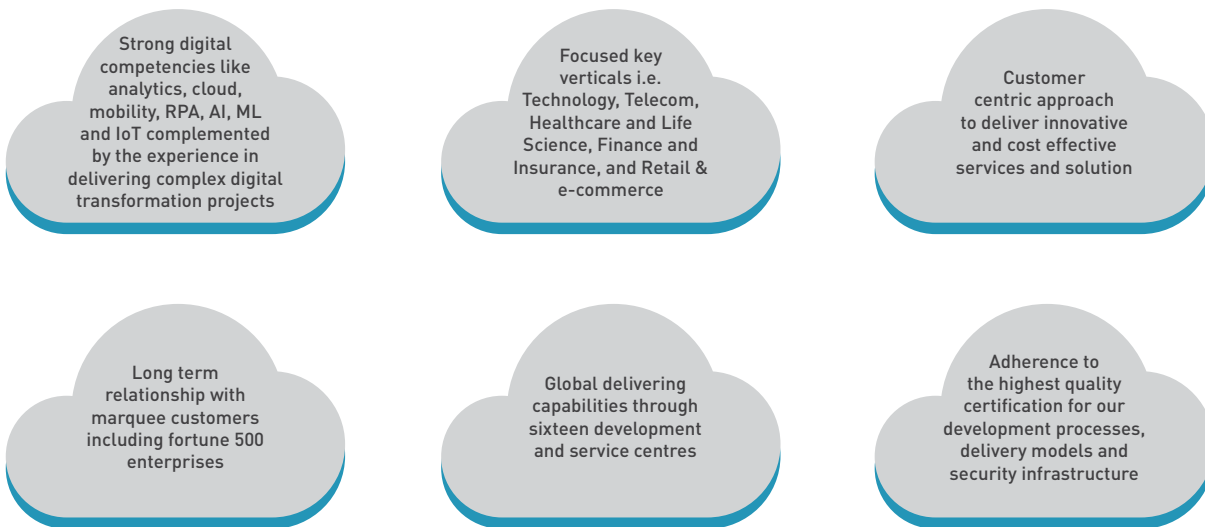 Strong digital
competencies like
analytics, cloud,
mobility, RPA, AI, ML
and IoT complemented
by the experience in
delivering complex digital
transformation projects
Focused key
verticals i.e.
Technology, Telecom,
Healthcare and Life
Science, Finance and
Insurance, and Retail &
e-commerce
Customer
centric approach
to deliver innovative
and cost effective
services and solution
Long term
relationship with
marquee customers
including fortune 500
enterprises
Global delivering
capabilities through
sixteen development
and service centres
Adherence to
the highest quality
certification for our
development processes,
delivery models and
security infrastructure